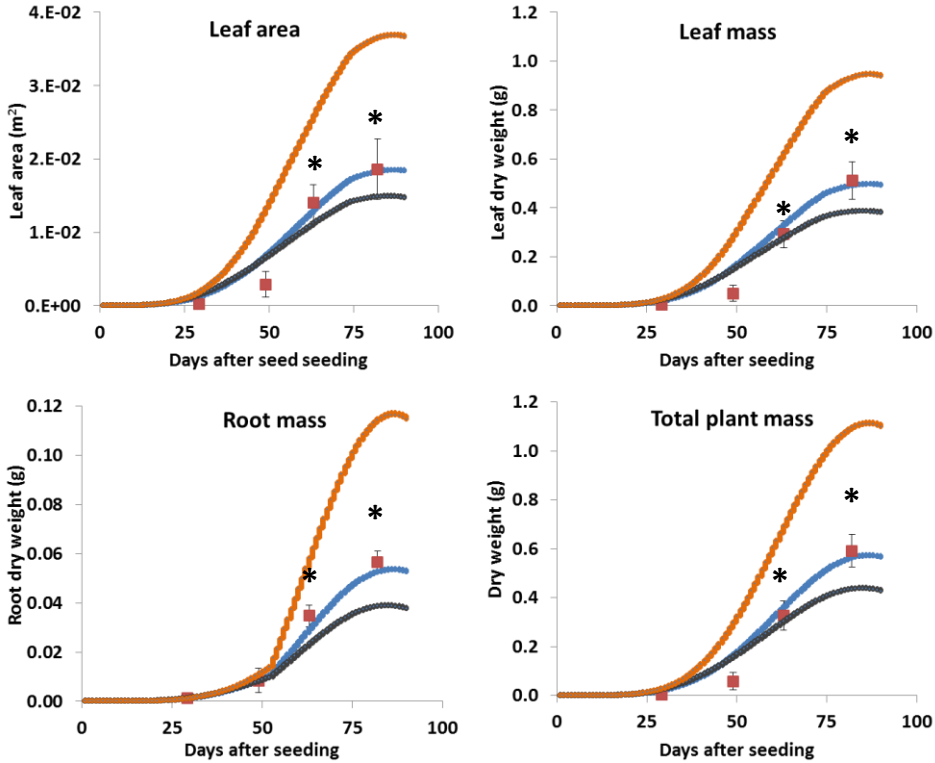 Leaf area
4.E-02
3.E-02
2.E-02
1.E-02
0.E+00
Leaf area (m²)
0 25 50 75 100
Days after seed seeding
*
*
Leaf mass
1.2
1.0
0.8
0.6
0.4
0.2
0.0
Leaf dry weight (g)
0 25 50 75 100
Days after seeding
*
*
Root mass
0.12
0.10
0.08
0.06
0.04
0.02
0.00
Root dry weight (g)
0 25 50 75 100
Days after seeding
*
*
Total plant mass
1.2
1.0
0.8
0.6
0.4
0.2
0.0
Dry weight (g)
0 25 50 75 100
Days after seeding
*
*